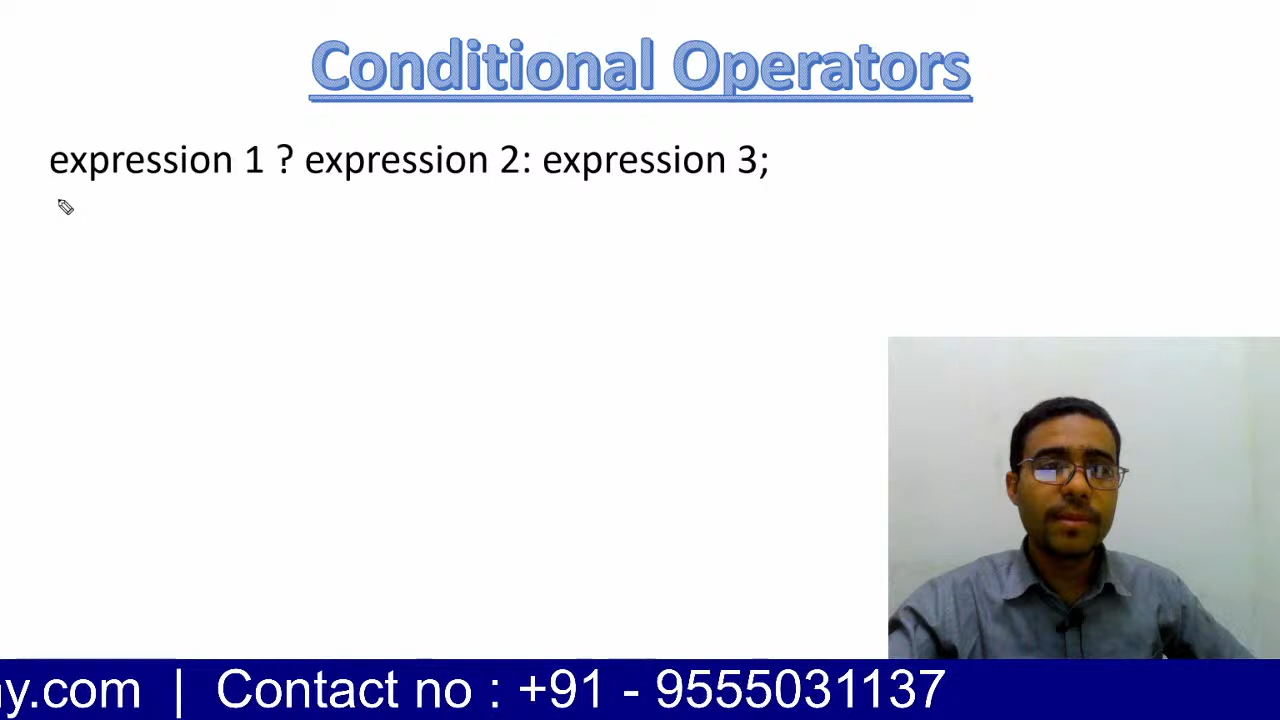 Conditional Operators
expression 1 ? expression 2: expression 3;
y.com | Contact no : +91 - 9555031137